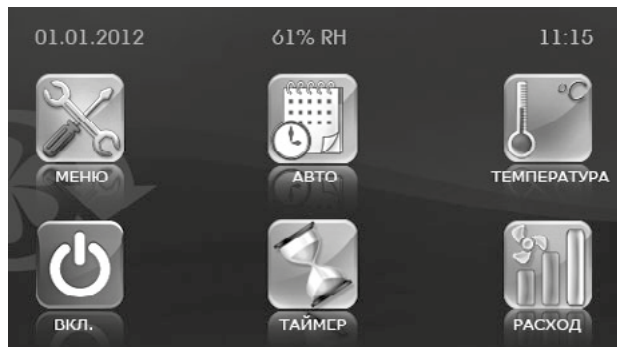 01.01.2012 61% RH 11:15
°C
МЕНЮ АВТО ТЕМПЕРАТУРА
ВКЛ. ТАЙМЕР РАСХОД